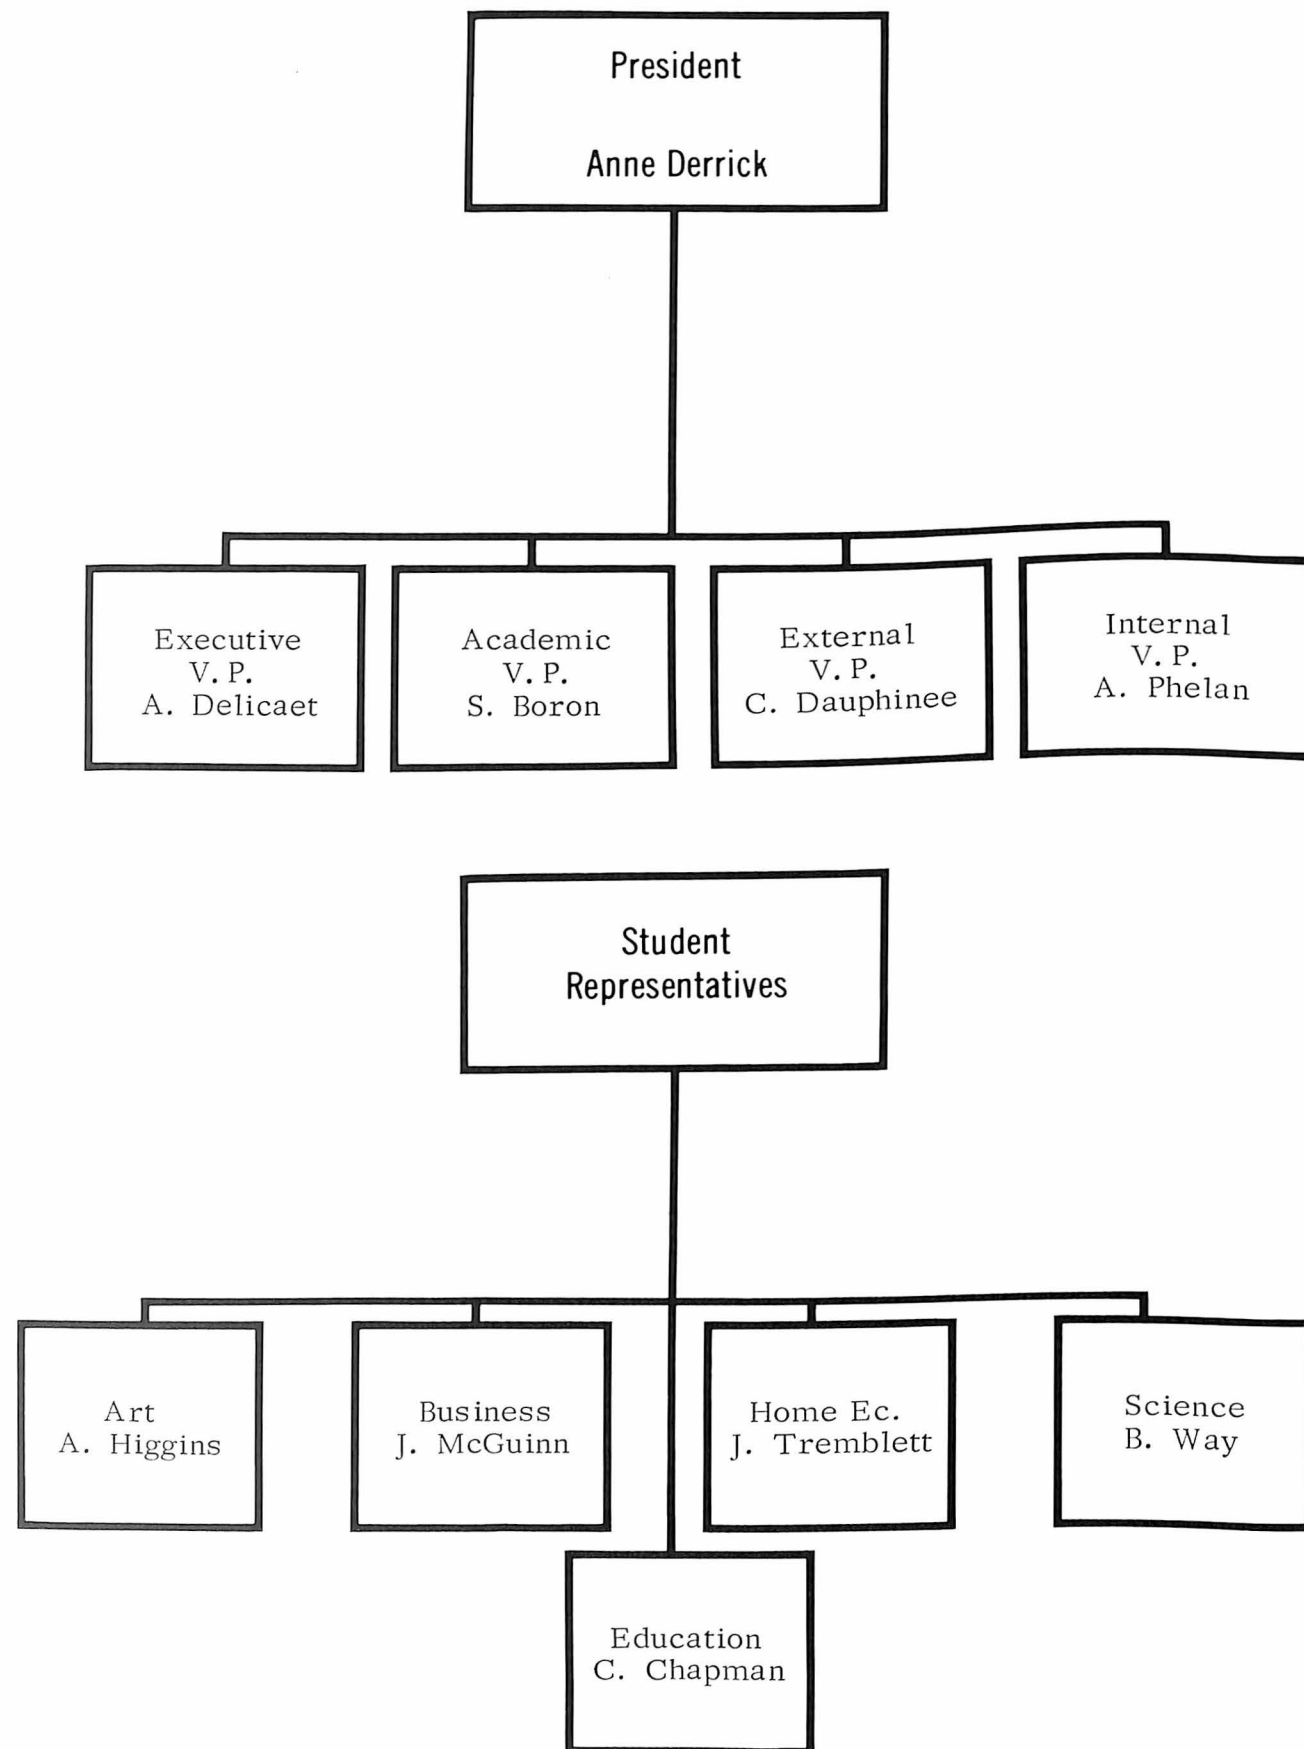 President
Anne Derrick
Executive
V. P.
A. Delicaet
Academic
V. P.
S. Boron
External
V. P.
C. Dauphinee
Internal
V. P.
A. Phelan
Student
Representatives
Art
A. Higgins
Business
J. McGuinn
Home Ec.
J. Tremblett
Science
B. Way
Education
C. Chapman